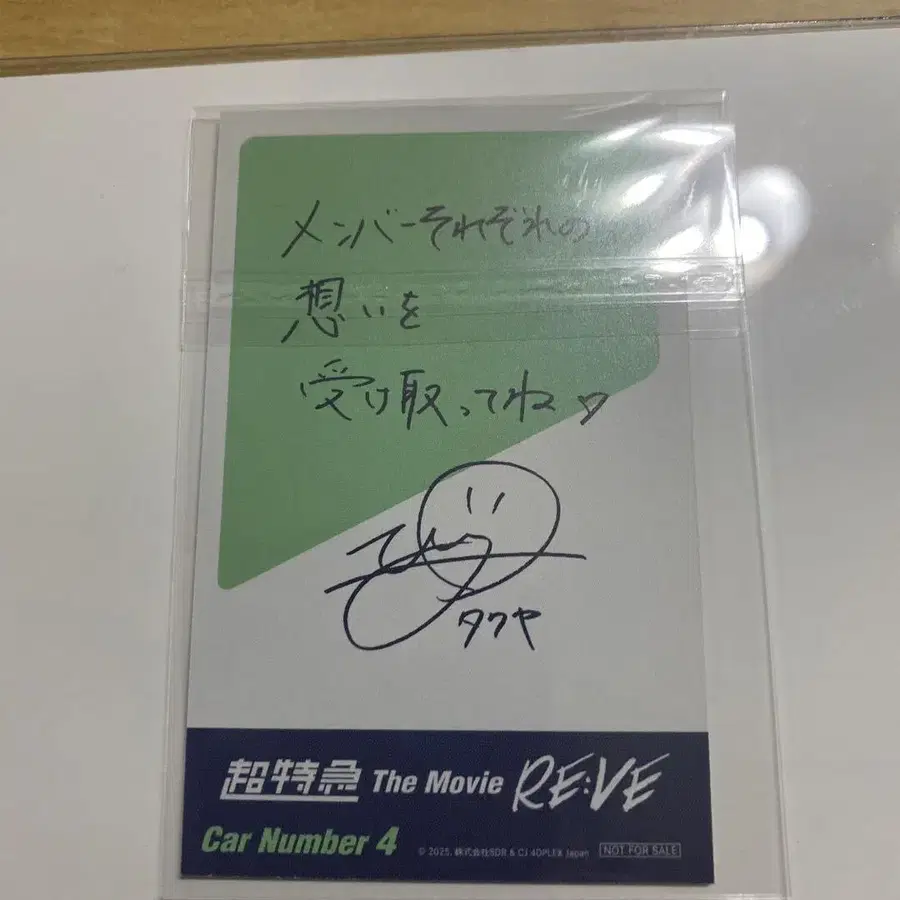 メンバーそれぞれの
想いを
受け取ってね♡
タクヤ
超特急 The Movie RE:VE
Car Number 4
© 2025, 株式会社SDR & CJ 4DPLEX Japan NOT FOR SALE